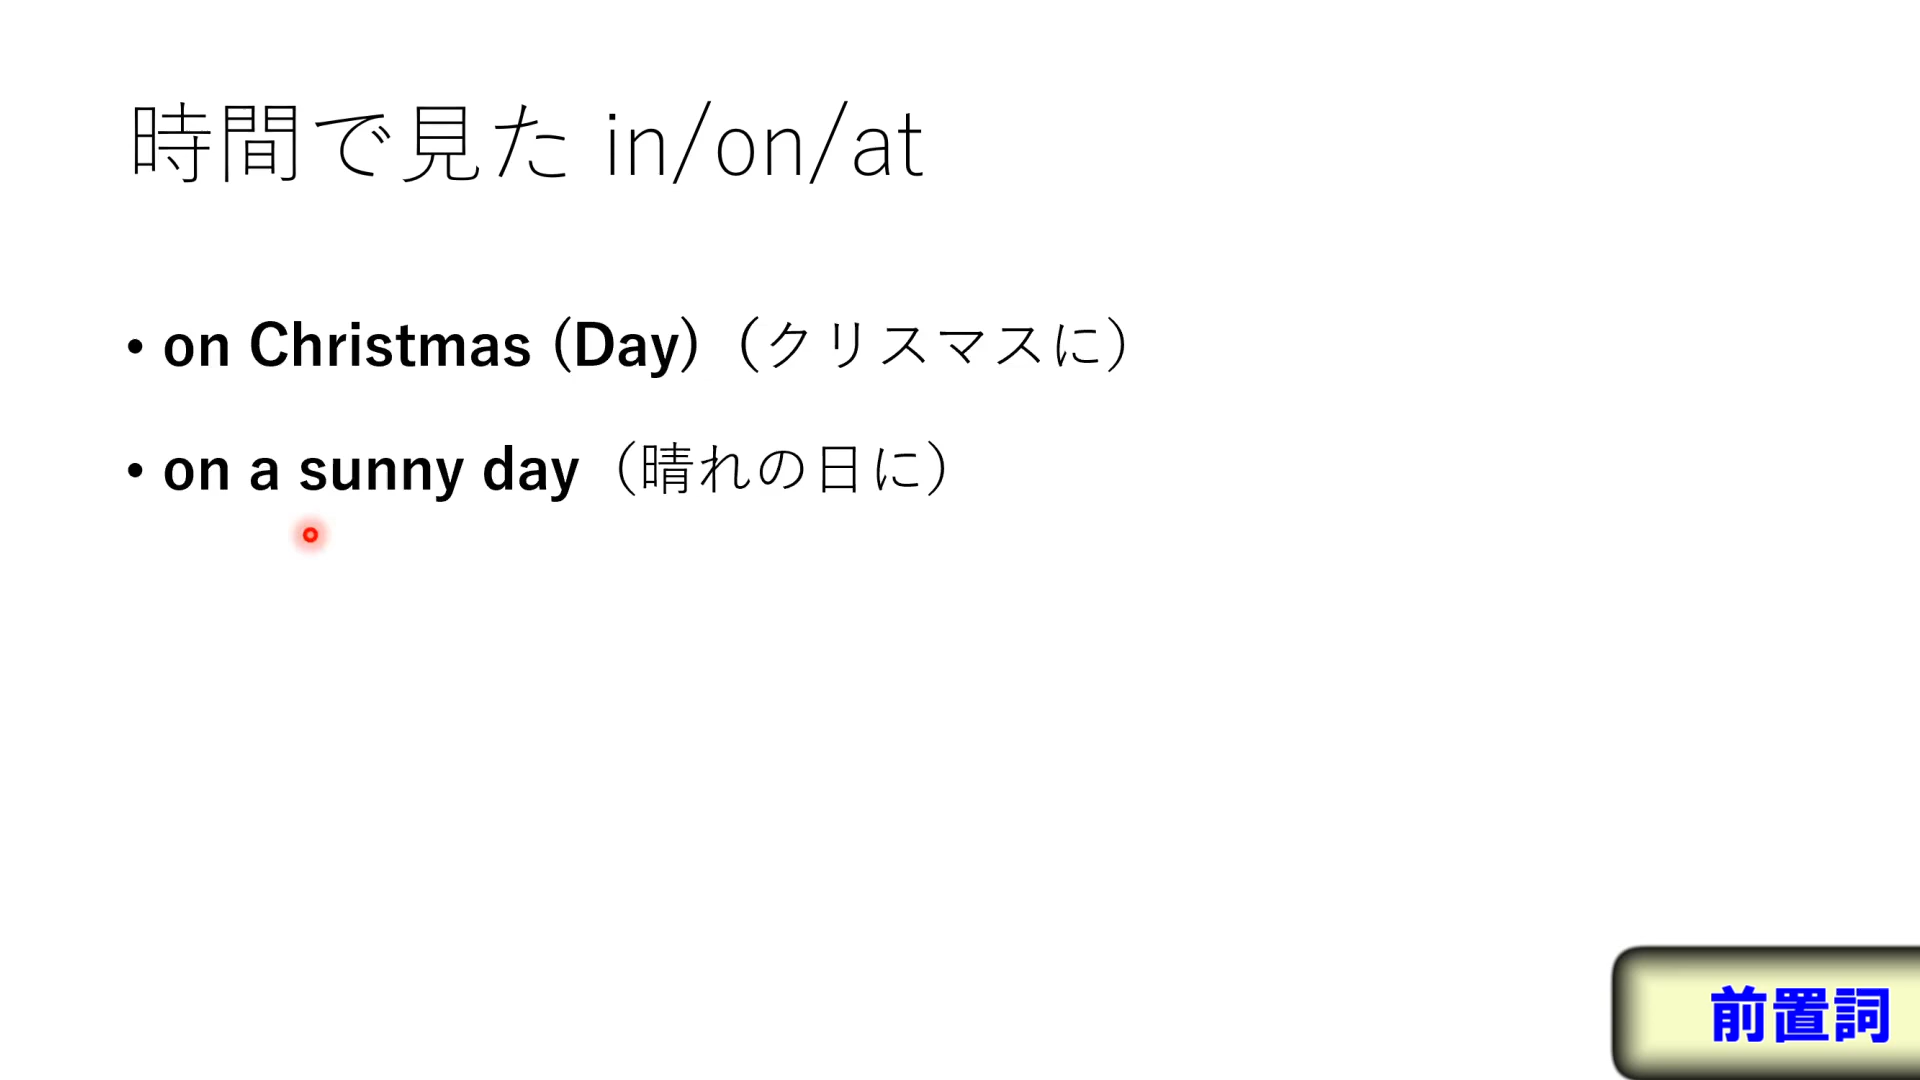 時間で見た in/on/at
• on Christmas (Day)（クリスマスに）
• on a sunny day（晴れの日に）
前置詞